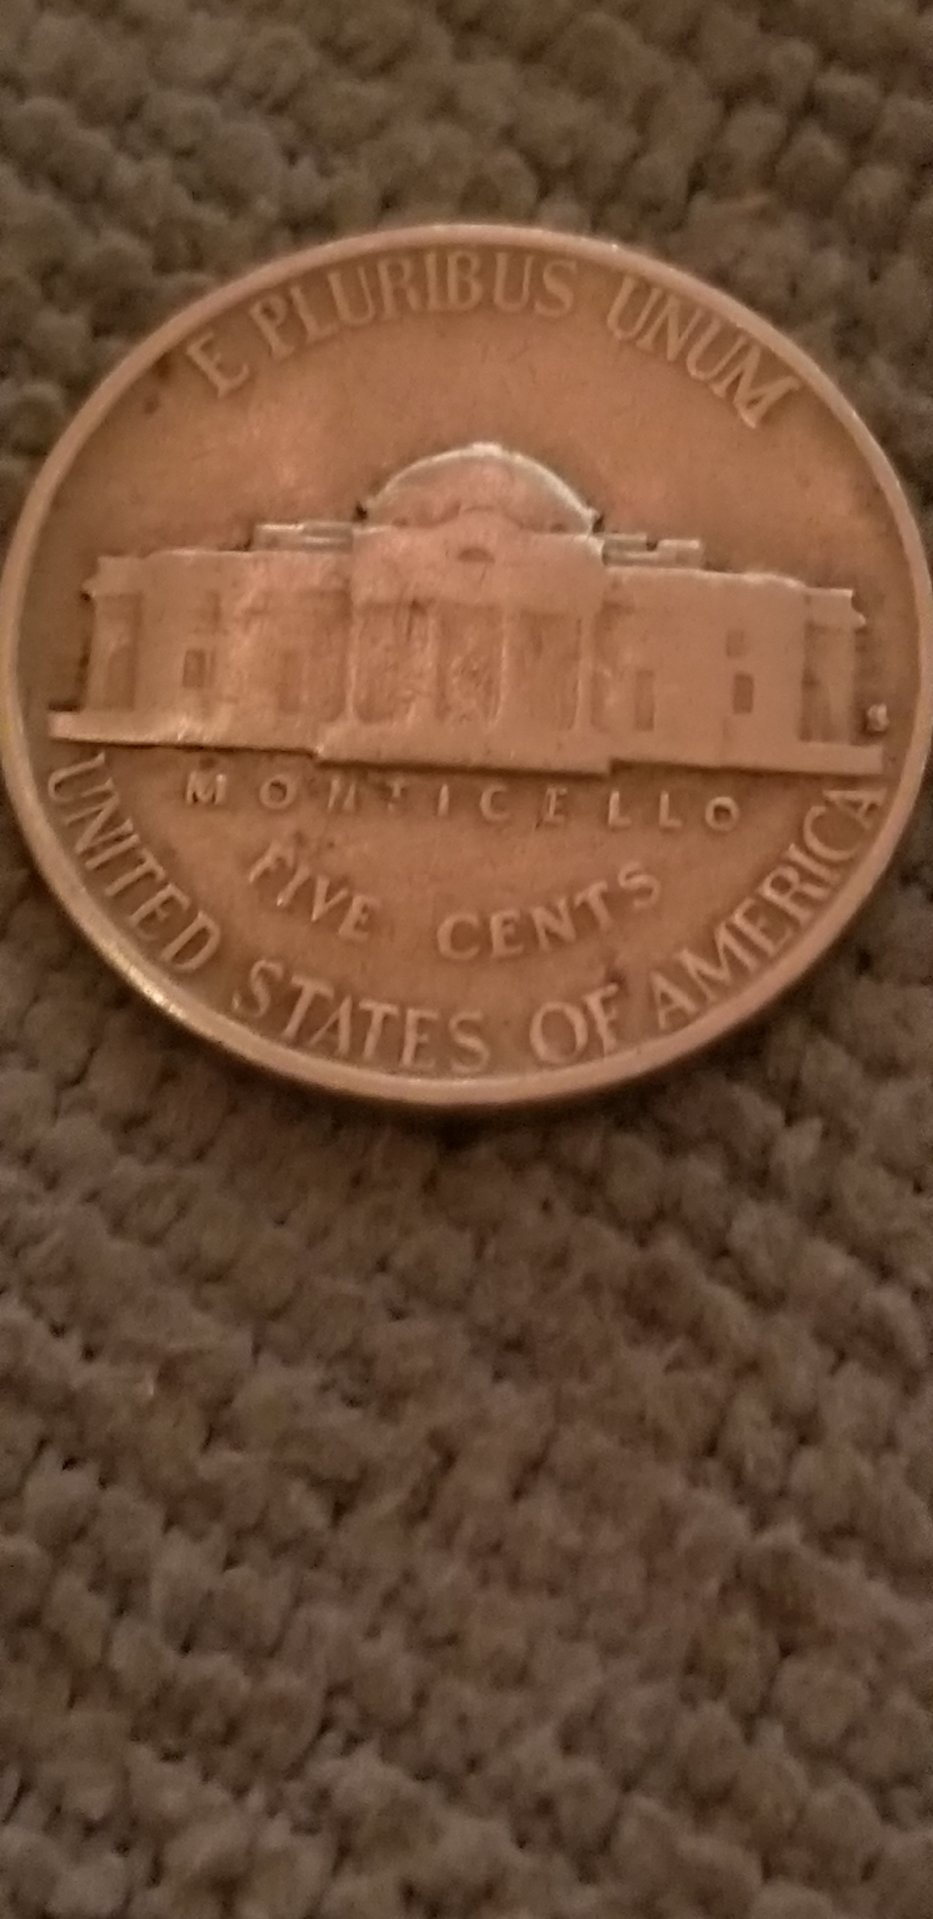 E PLURIBUS UNUM
S
MONTICELLO
FIVE CENTS
UNITED STATES OF AMERICA